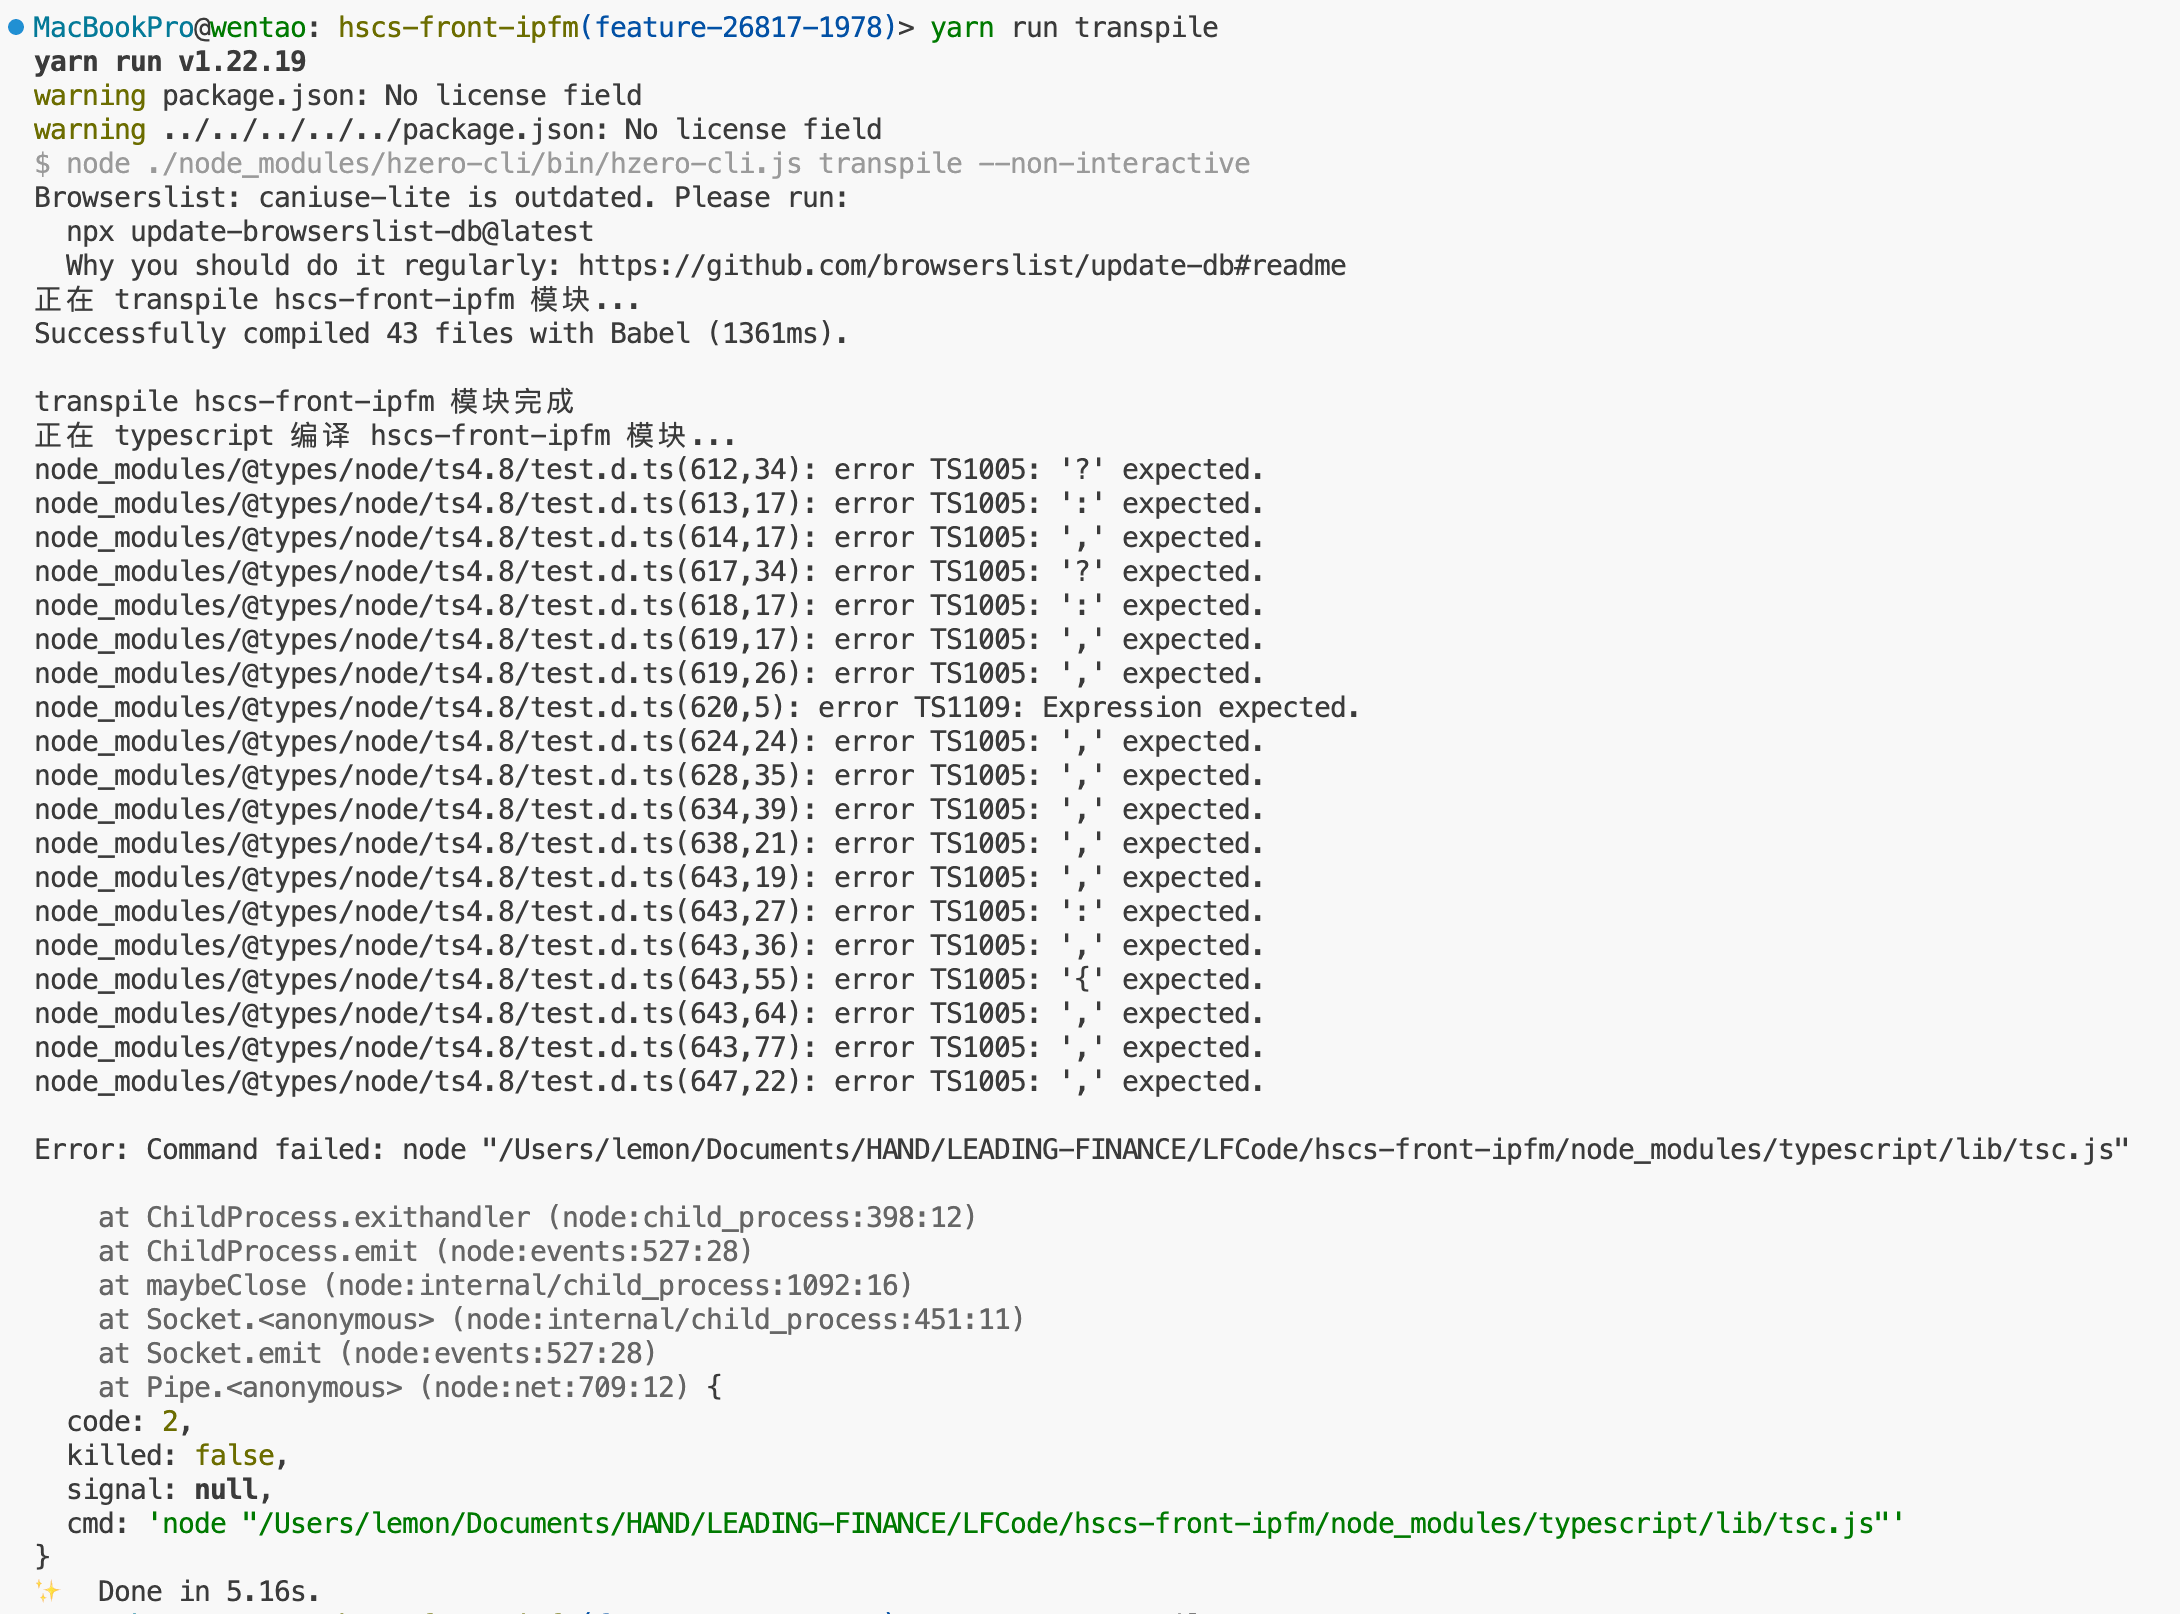 MacBookPro@wentao: hscs-front-ipfm(feature-26817-1978)> yarn run transpile
yarn run v1.22.19
warning package.json: No license field
warning ../../../../../package.json: No license field
$ node ./node_modules/hzero-cli/bin/hzero-cli.js transpile --non-interactive
Browserslist: caniuse-lite is outdated. Please run:
  npx update-browserslist-db@latest
  Why you should do it regularly: https://github.com/browserslist/update-db#readme
正在 transpile hscs-front-ipfm 模块...
Successfully compiled 43 files with Babel (1361ms).

transpile hscs-front-ipfm 模块完成
正在 typescript 编译 hscs-front-ipfm 模块...
node_modules/@types/node/ts4.8/test.d.ts(612,34): error TS1005: '?' expected.
node_modules/@types/node/ts4.8/test.d.ts(613,17): error TS1005: ':' expected.
node_modules/@types/node/ts4.8/test.d.ts(614,17): error TS1005: ',' expected.
node_modules/@types/node/ts4.8/test.d.ts(617,34): error TS1005: '?' expected.
node_modules/@types/node/ts4.8/test.d.ts(618,17): error TS1005: ':' expected.
node_modules/@types/node/ts4.8/test.d.ts(619,17): error TS1005: ',' expected.
node_modules/@types/node/ts4.8/test.d.ts(619,26): error TS1005: ',' expected.
node_modules/@types/node/ts4.8/test.d.ts(620,5): error TS1109: Expression expected.
node_modules/@types/node/ts4.8/test.d.ts(624,24): error TS1005: ',' expected.
node_modules/@types/node/ts4.8/test.d.ts(628,35): error TS1005: ',' expected.
node_modules/@types/node/ts4.8/test.d.ts(634,39): error TS1005: ',' expected.
node_modules/@types/node/ts4.8/test.d.ts(638,21): error TS1005: ',' expected.
node_modules/@types/node/ts4.8/test.d.ts(643,19): error TS1005: ',' expected.
node_modules/@types/node/ts4.8/test.d.ts(643,27): error TS1005: ':' expected.
node_modules/@types/node/ts4.8/test.d.ts(643,36): error TS1005: ',' expected.
node_modules/@types/node/ts4.8/test.d.ts(643,55): error TS1005: '{' expected.
node_modules/@types/node/ts4.8/test.d.ts(643,64): error TS1005: ',' expected.
node_modules/@types/node/ts4.8/test.d.ts(643,77): error TS1005: ',' expected.
node_modules/@types/node/ts4.8/test.d.ts(647,22): error TS1005: ',' expected.

Error: Command failed: node "/Users/lemon/Documents/HAND/LEADING-FINANCE/LFCode/hscs-front-ipfm/node_modules/typescript/lib/tsc.js"

    at ChildProcess.exithandler (node:child_process:398:12)
    at ChildProcess.emit (node:events:527:28)
    at maybeClose (node:internal/child_process:1092:16)
    at Socket.<anonymous> (node:internal/child_process:451:11)
    at Socket.emit (node:events:527:28)
    at Pipe.<anonymous> (node:net:709:12) {
  code: 2,
  killed: false,
  signal: null,
  cmd: 'node "/Users/lemon/Documents/HAND/LEADING-FINANCE/LFCode/hscs-front-ipfm/node_modules/typescript/lib/tsc.js"'
}
✨  Done in 5.16s.